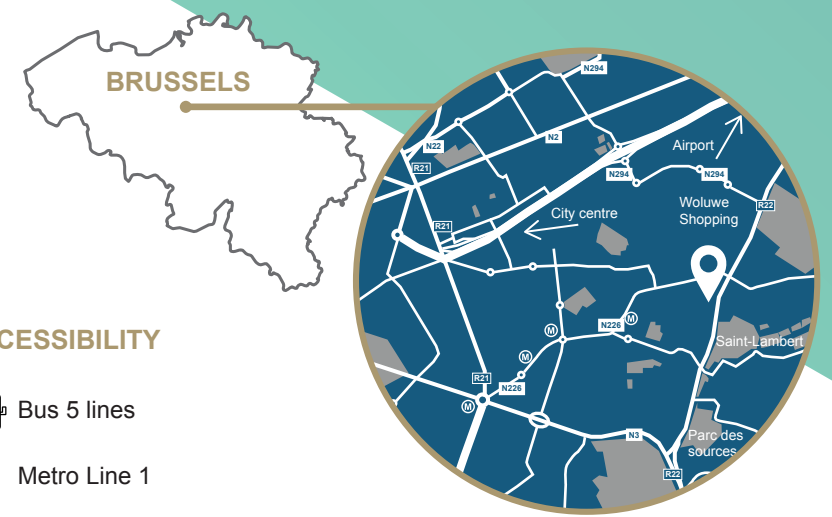 BRUSSELS
N294
N2
N22
R21
Airport
N294
N294
Woluwe
Shopping
R22
City centre
R21
M
N226
M
M
Saint-Lambert
R21
N226
M
N3
Parc des
sources
R22
CESSIBILITY
Bus 5 lines
Metro Line 1